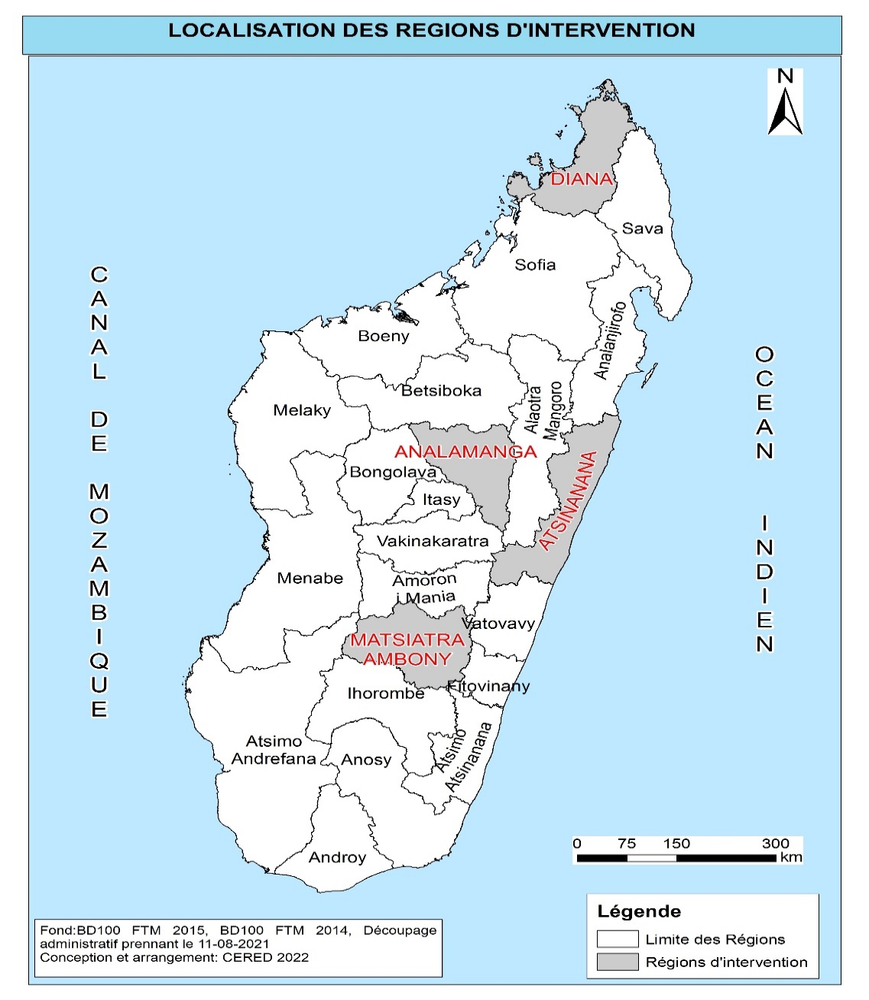 LOCALISATION DES REGIONS D'INTERVENTION
N
DIANA
Sava
Sofia
Analanjirofo
Boeny
Betsiboka
Alaotra
Mangoro
Melaky
ANALAMANGA
Bongolava
Itasy
ATSINANANA
Vakinakaratra
Menabe
Amoron
i Mania
Vatovavy
MATSIATRA
AMBONY
Fitovinany
Ihorombe
Atsimo
Andrefana
Anosy
Atsimo
Atsinanana
Androy
CANAL DE MOZAMBIQUE
OCEAN INDIEN
0 75 150 300
km
Légende
Limite des Régions
Régions d'intervention
Fond:BD100 FTM 2015, BD100 FTM 2014, Découpage
administratif prennant le 11-08-2021
Conception et arrangement: CERED 2022